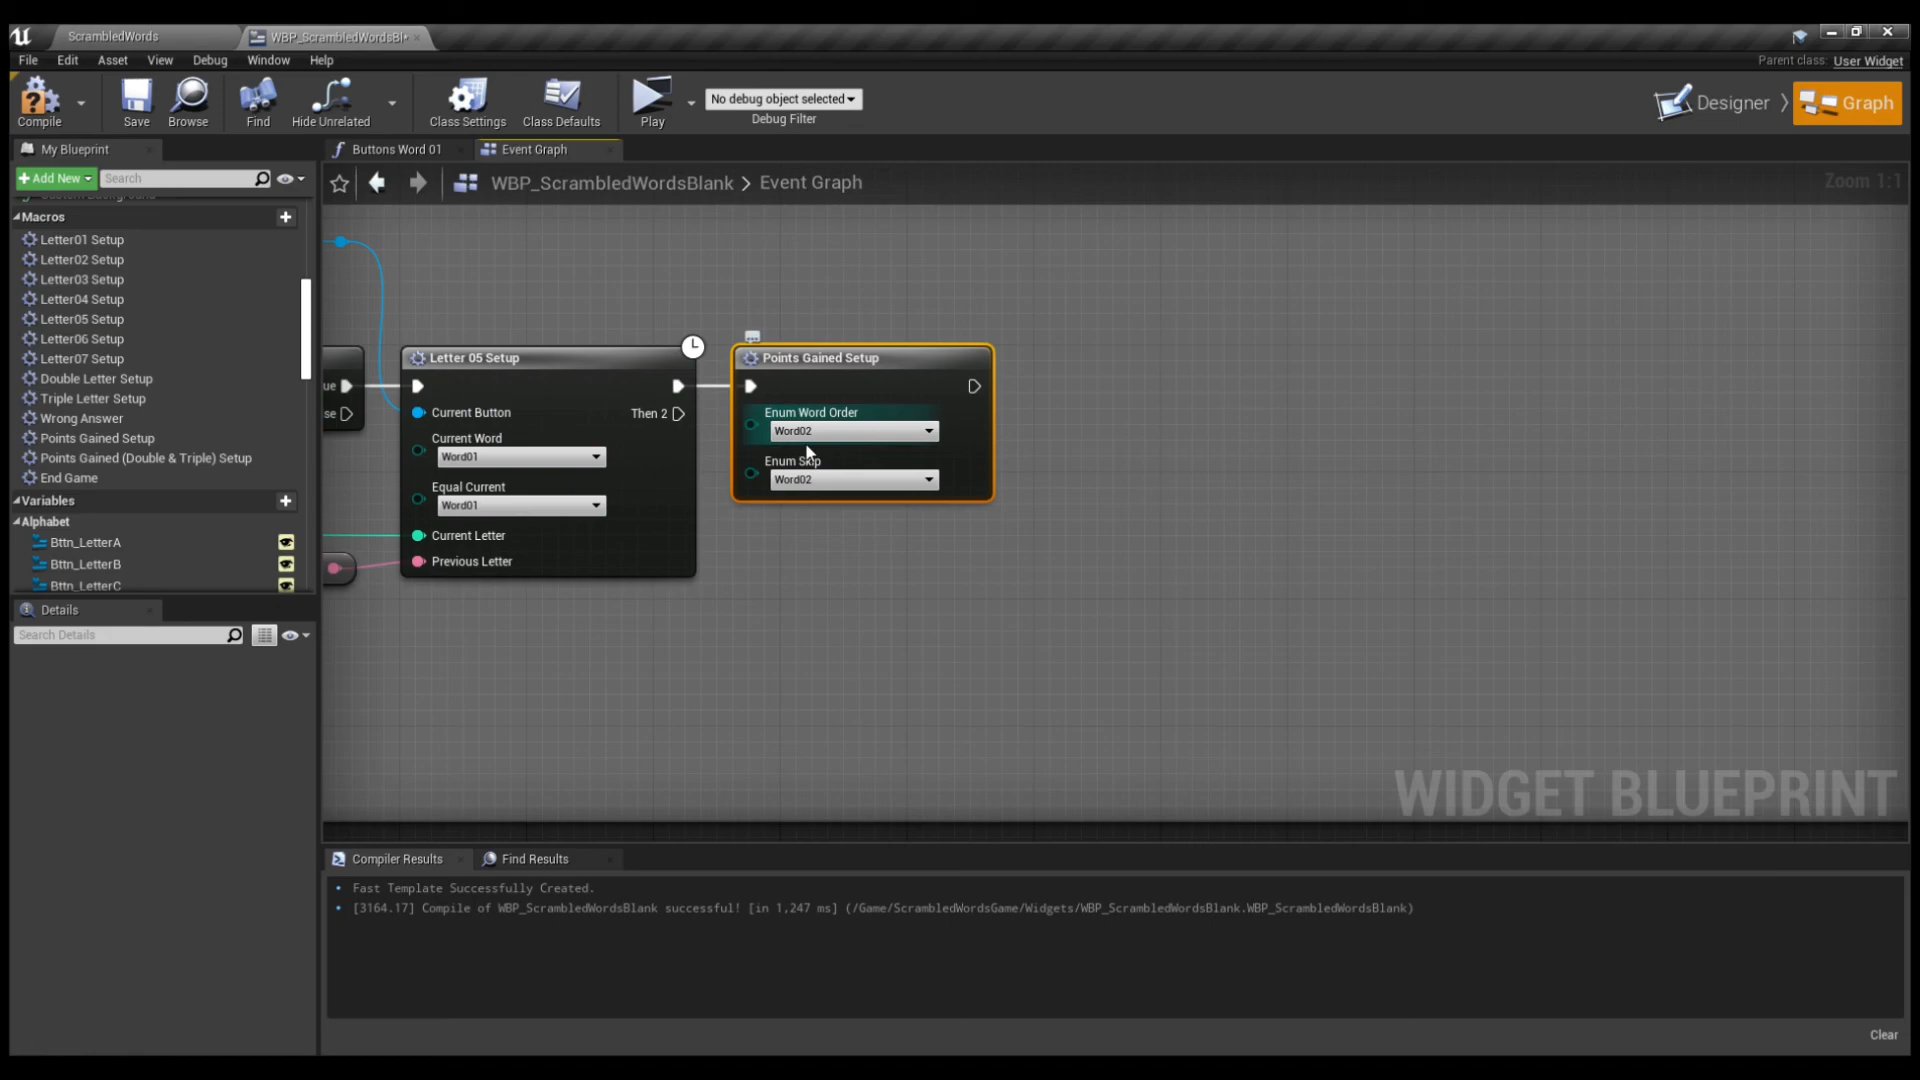 ScrambledWords
WBP_ScrambledWordsBl•
File Edit Asset View Debug Window Help
Parent class: User Widget
Compile
Save
Browse
Find
Hide Unrelated
Class Settings
Class Defaults
Play
No debug object selected
Debug Filter
Designer
Graph
My Blueprint
Buttons Word 01
Event Graph
+ Add New
Search
WBP_ScrambledWordsBlank > Event Graph
Zoom 1:1
Macros
Letter01 Setup
Letter02 Setup
Letter03 Setup
Letter04 Setup
Letter05 Setup
Letter06 Setup
Letter07 Setup
Double Letter Setup
Triple Letter Setup
Wrong Answer
Points Gained Setup
Points Gained (Double & Triple) Setup
End Game
Variables
Alphabet
Bttn_LetterA
Bttn_LetterB
Bttn_LetterC
Details
Search Details
ue
se
Letter 05 Setup
Current Button
Then 2
Current Word
Word01
Equal Current
Word01
Current Letter
Previous Letter
Points Gained Setup
Enum Word Order
Word02
Enum Skip
Word02
WIDGET BLUEPRINT
Compiler Results
Find Results
Fast Template Successfully Created.
[3164.17] Compile of WBP_ScrambledWordsBlank successful! [in 1,247 ms] (/Game/ScrambledWordsGame/Widgets/WBP_ScrambledWordsBlank.WBP_ScrambledWordsBlank)
Clear